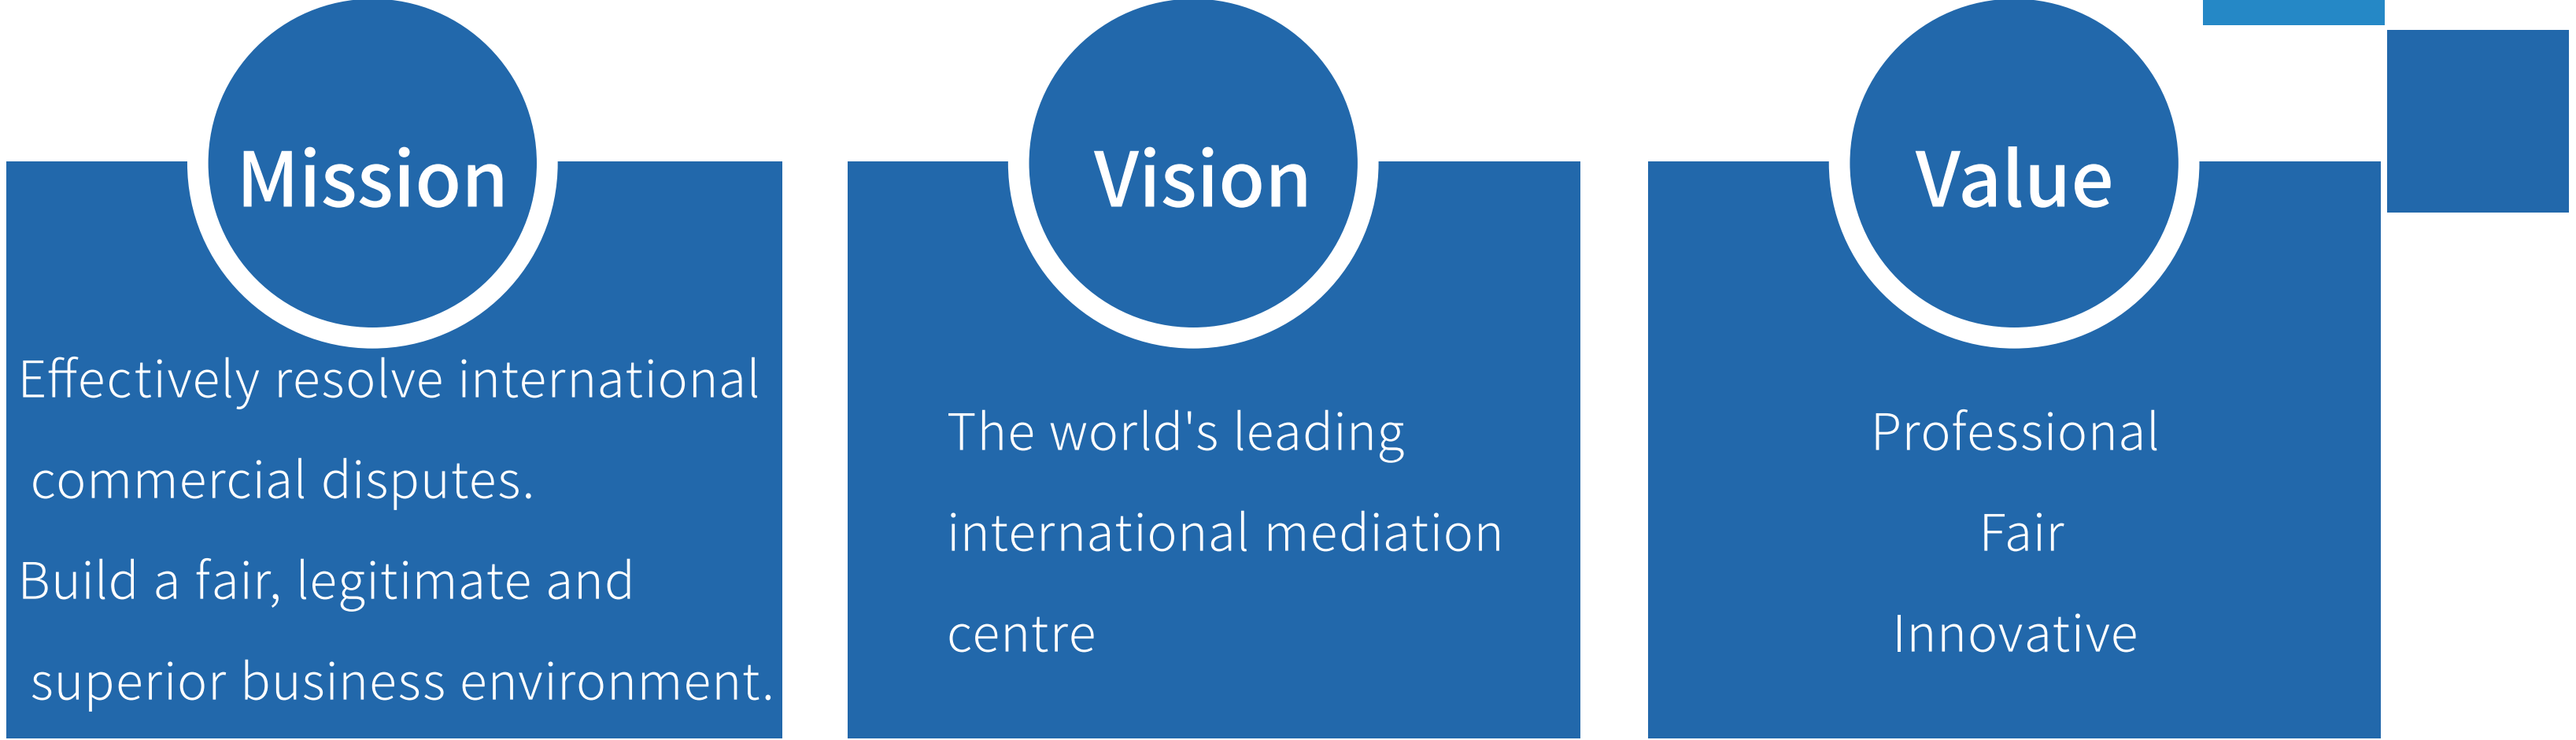 Mission
Effectively resolve international
commercial disputes.
Build a fair, legitimate and
superior business environment.
Vision
The world's leading
international mediation
centre
Value
Professional
Fair
Innovative